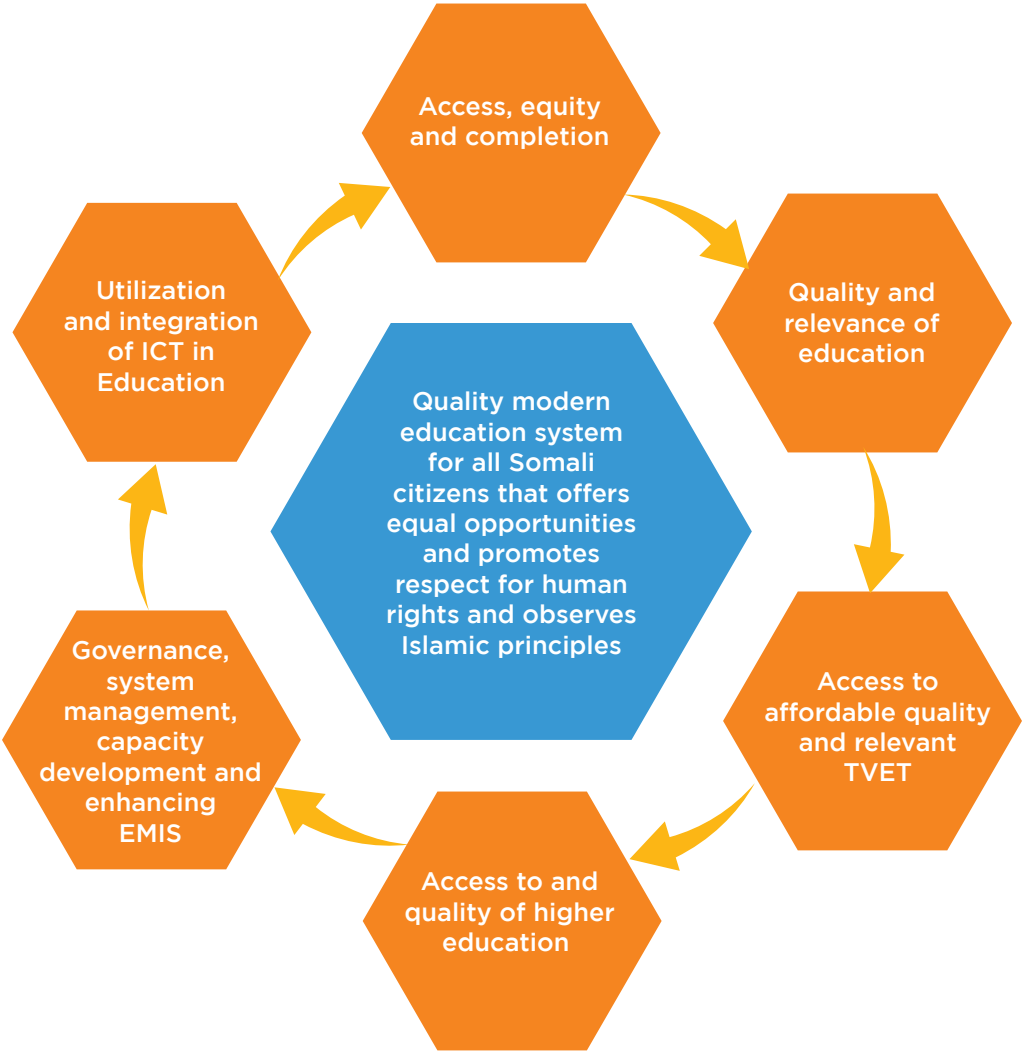 Access, equity
and completion
Quality and
relevance of
education
Access to
affordable quality
and relevant
TVET
Access to and
quality of higher
education
Governance,
system
management,
capacity
development and
enhancing
EMIS
Utilization
and integration
of ICT in
Education
Quality modern
education system
for all Somali
citizens that offers
equal opportunities
and promotes
respect for human
rights and observes
Islamic principles